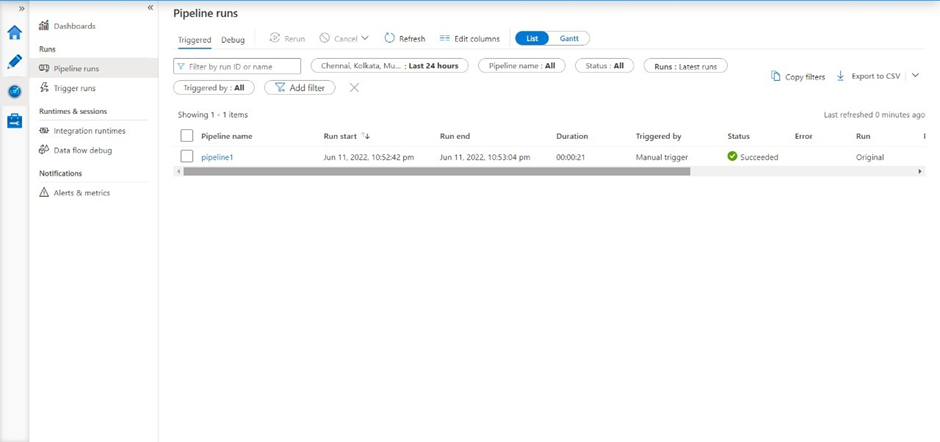 »
«
Dashboards
Runs
Pipeline runs
Trigger runs
Runtimes & sessions
Integration runtimes
Data flow debug
Notifications
Alerts & metrics
Pipeline runs
Triggered Debug Rerun Cancel Refresh Edit columns List Gantt
Filter by run ID or name Chennai, Kolkata, Mu... : Last 24 hours Pipeline name : All Status : All Runs : Latest runs
Copy filters Export to CSV
Triggered by : All Add filter
Showing 1 - 1 items Last refreshed 0 minutes ago
Pipeline name Run start ↑↓ Run end Duration Triggered by Status Error Run
pipeline1 Jun 11, 2022, 10:52:42 pm Jun 11, 2022, 10:53:04 pm 00:00:21 Manual trigger Succeeded Original